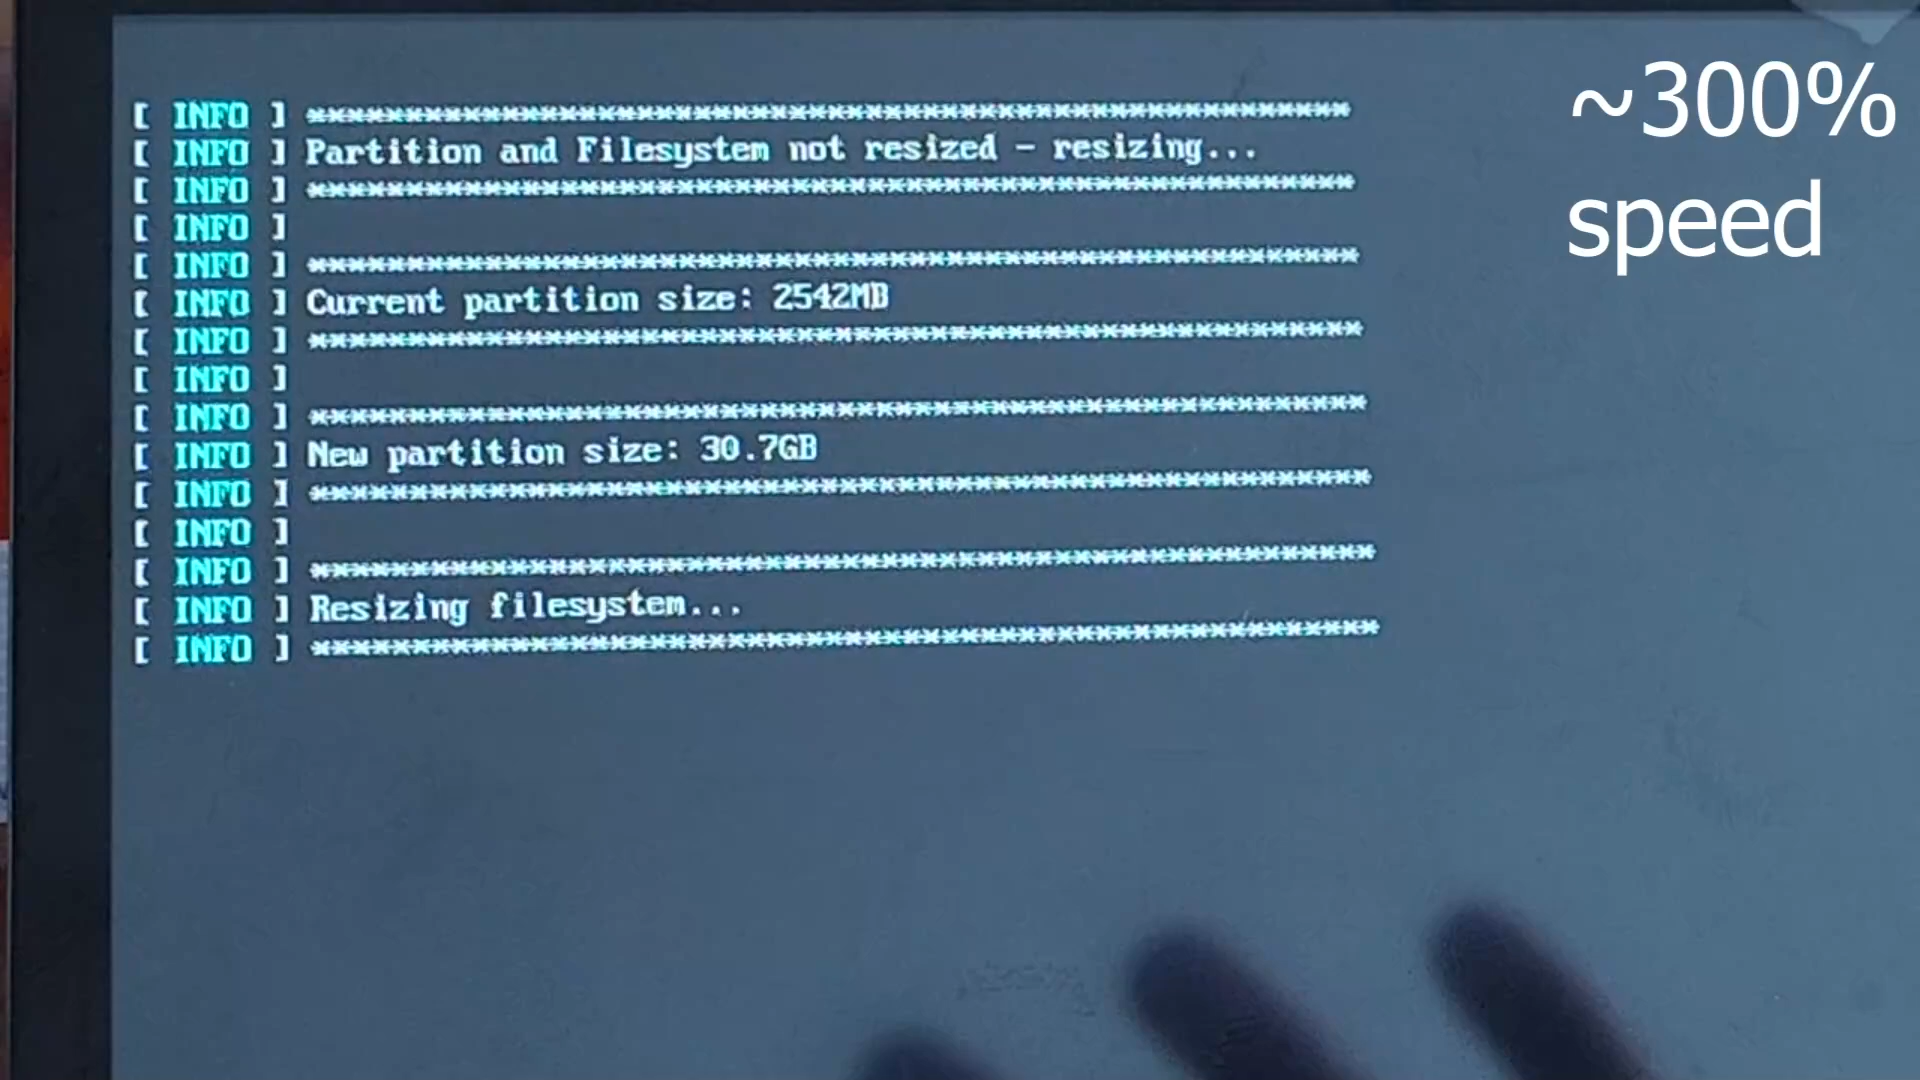 [ INFO ] ******************************************************
[ INFO ] Partition and Filesystem not resized - resizing...
[ INFO ] ******************************************************
[ INFO ]
[ INFO ] ******************************************************
[ INFO ] Current partition size: 2542MB
[ INFO ] ******************************************************
[ INFO ]
[ INFO ] ******************************************************
[ INFO ] New partition size: 30.7GB
[ INFO ] ******************************************************
[ INFO ]
[ INFO ] ******************************************************
[ INFO ] Resizing filesystem...
[ INFO ] ******************************************************
~300%
speed